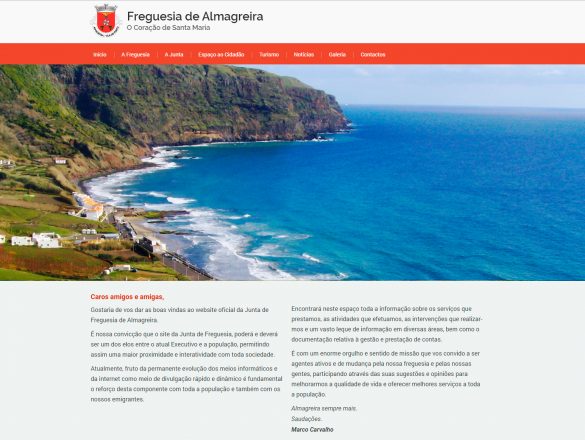 Freguesia de Almagreira
O Coração de Santa Maria
Início
A Freguesia
A Junta
Espaço ao Cidadão
Turismo
Notícias
Galeria
Contactos
Caros amigos e amigas,
Gostaria de vos dar as boas vindas ao website oficial da Junta de
Freguesia de Almagreira.
É nossa convicção que o site da Junta de Freguesia, poderá e deverá
ser um dos elos entre o atual Executivo e a população, permitindo
assim uma maior proximidade e interatividade com toda sociedade.
Atualmente, fruto da permanente evolução dos meios informáticos e
da internet como meio de divulgação rápido e dinâmico é fundamental
o reforço desta componente com toda a população e também com os
nossos emigrantes.
Encontrará neste espaço toda a informação sobre os serviços que
prestamos, as atividades que efetuamos, as intervenções que realizar-
mos e um vasto leque de informação em diversas áreas, bem como o
documentação relativa à gestão e prestação de contas.
É com um enorme orgulho e sentido de missão que vos convido a ser
agentes ativos e de mudança pela nossa freguesia e pelas nossas
gentes, participando através das suas sugestões e opiniões para
melhorarmos a qualidade de vida e oferecer melhores serviços a toda
a população.
Almagreira sempre mais.
Saudações.
Marco Carvalho